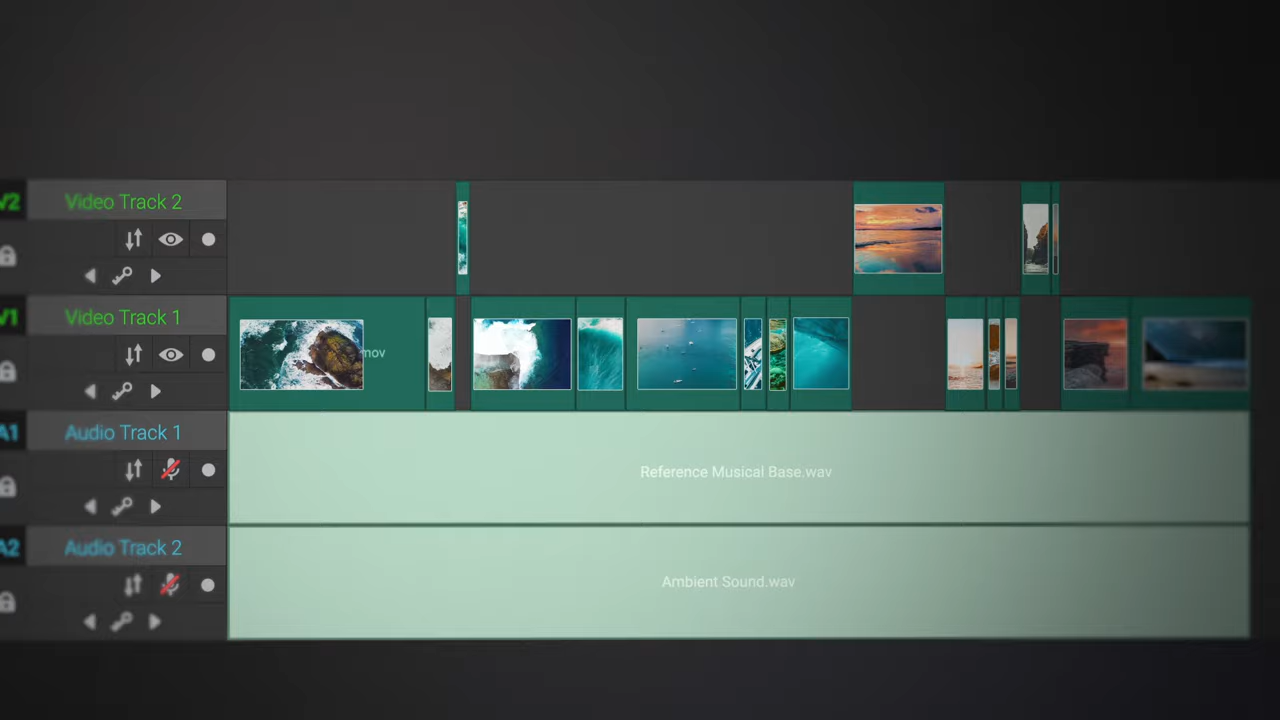 V2 Video Track 2
V1 Video Track 1
mov
A1 Audio Track 1
Reference Musical Base.wav
A2 Audio Track 2
Ambient Sound.wav